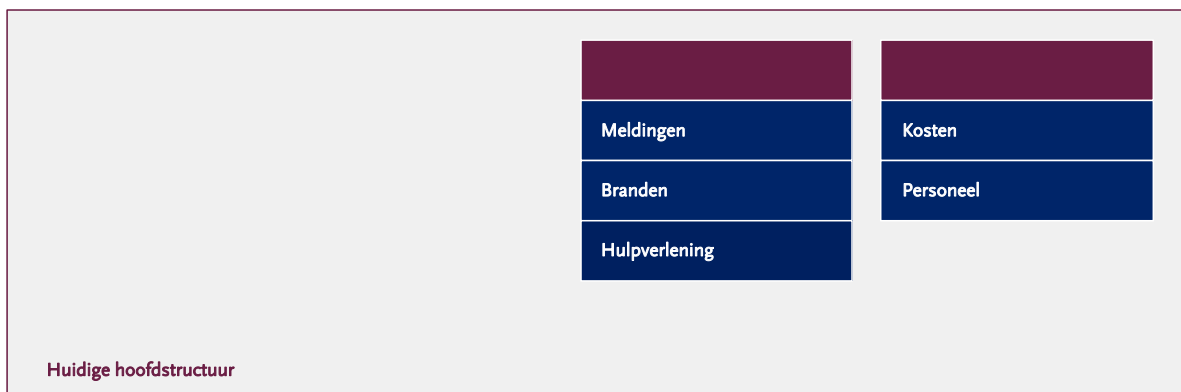 Meldingen
Branden
Hulpverlening
Kosten
Personeel
Huidige hoofdstructuur